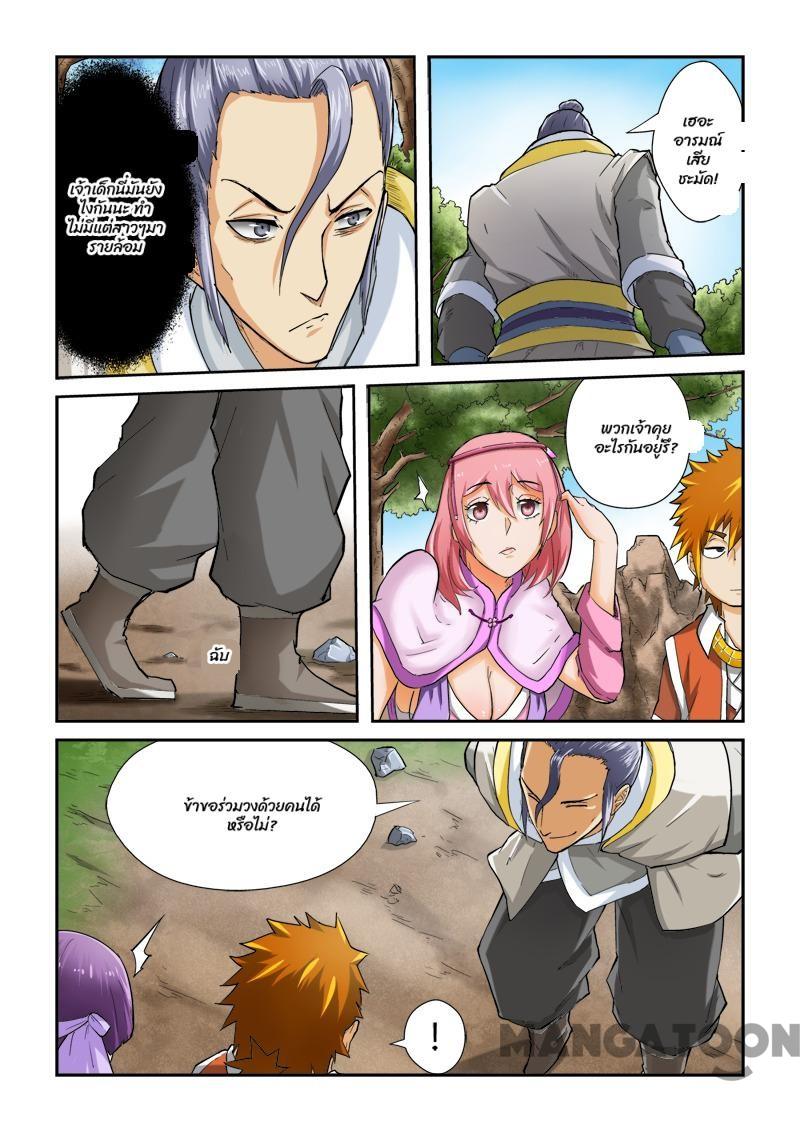 เจ้าเด็กนี่มันยัง
ไงกันนะ ทำ
ไม่มีแต่สาวๆมา
รายล้อม
เฮอะ
อารมณ์
เสีย
ชะมัด!
ฉับ
พวกเจ้าคุย
อะไรกันอยู่รึ?
ข้าขอร่วมวงด้วยคนได้
หรือไม่?
!
MANGATOON